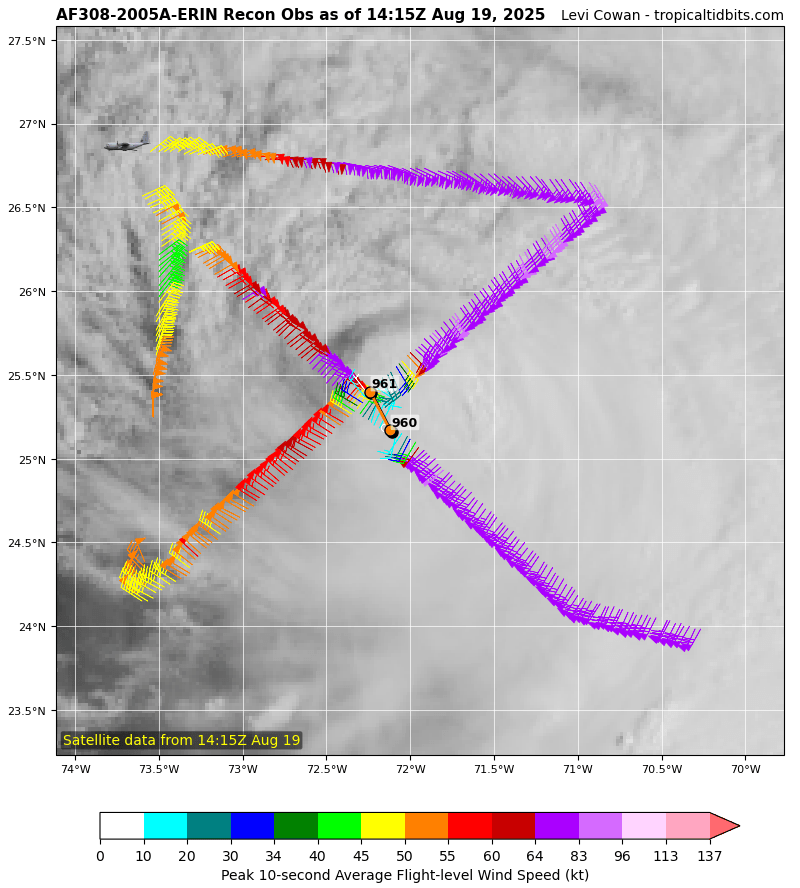 AF308-2005A-ERIN Recon Obs as of 14:15Z Aug 19, 2025 Levi Cowan - tropicaltidbits.com
27.5°N
27°N
26.5°N
26°N
25.5°N
25°N
24.5°N
24°N
23.5°N
961
960
Satellite data from 14:15Z Aug 19
74°W 73.5°W 73°W 72.5°W 72°W 71.5°W 71°W 70.5°W 70°W
0 10 20 30 34 40 45 50 55 60 64 83 96 113 137
Peak 10-second Average Flight-level Wind Speed (kt)